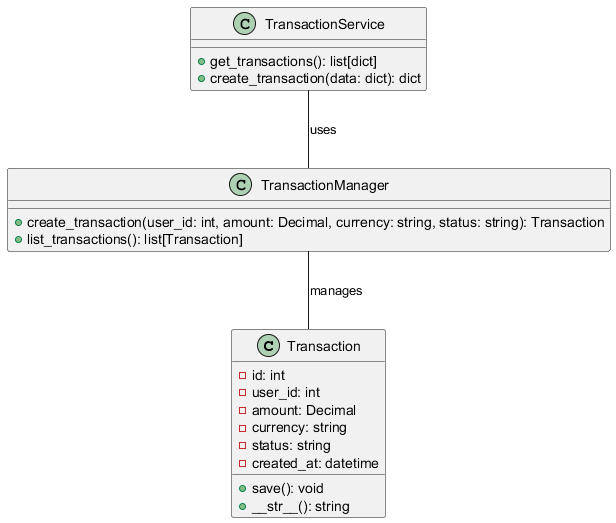 C TransactionService
get_transactions(): list[dict]
create_transaction(data: dict): dict
uses
C TransactionManager
create_transaction(user_id: int, amount: Decimal, currency: string, status: string): Transaction
list_transactions(): list[Transaction]
manages
C Transaction
id: int
user_id: int
amount: Decimal
currency: string
status: string
created_at: datetime
save(): void
__str__(): string